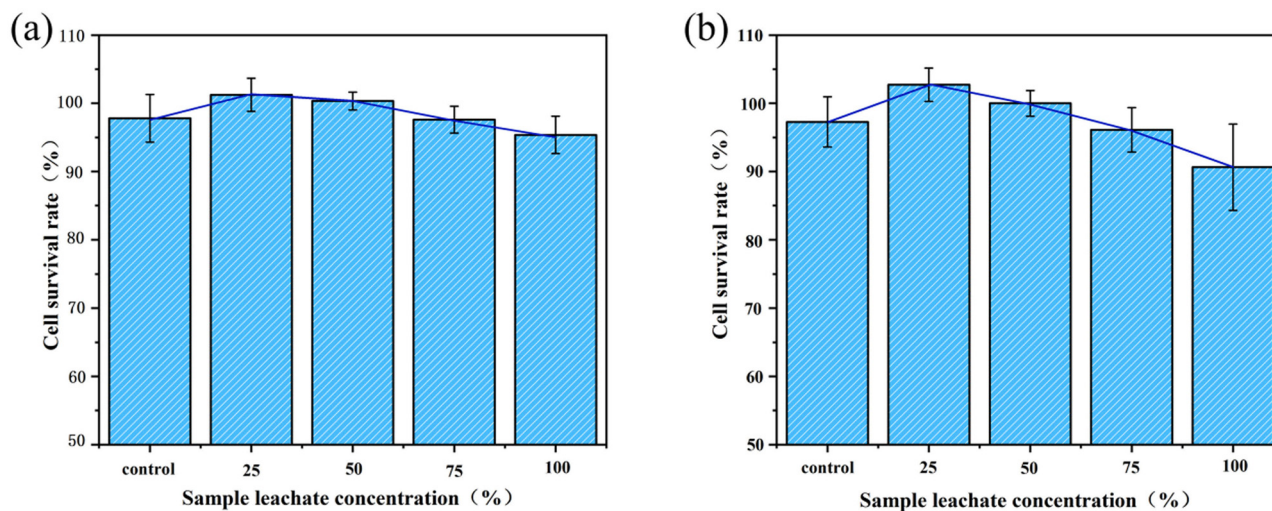 (a)
Cell survival rate（%）
110
100
90
80
70
60
50
control 25 50 75 100
Sample leachate concentration（%）
(b)
Cell survival rate（%）
110
100
90
80
70
60
50
control 25 50 75 100
Sample leachate concentration（%）